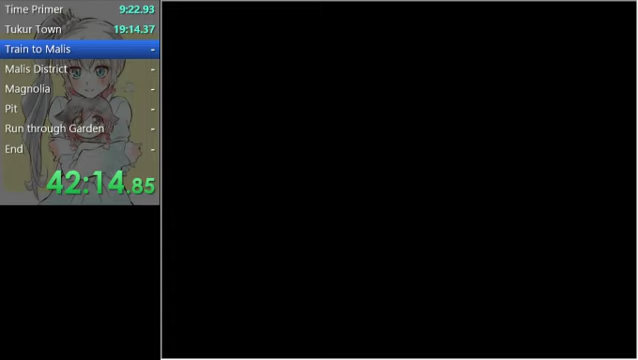 Time Primer 9:22.93
Tukur Town 19:14.37
Train to Malis -
Malis District -
Magnolia -
Pit -
Run through Garden -
End -
42:14.85